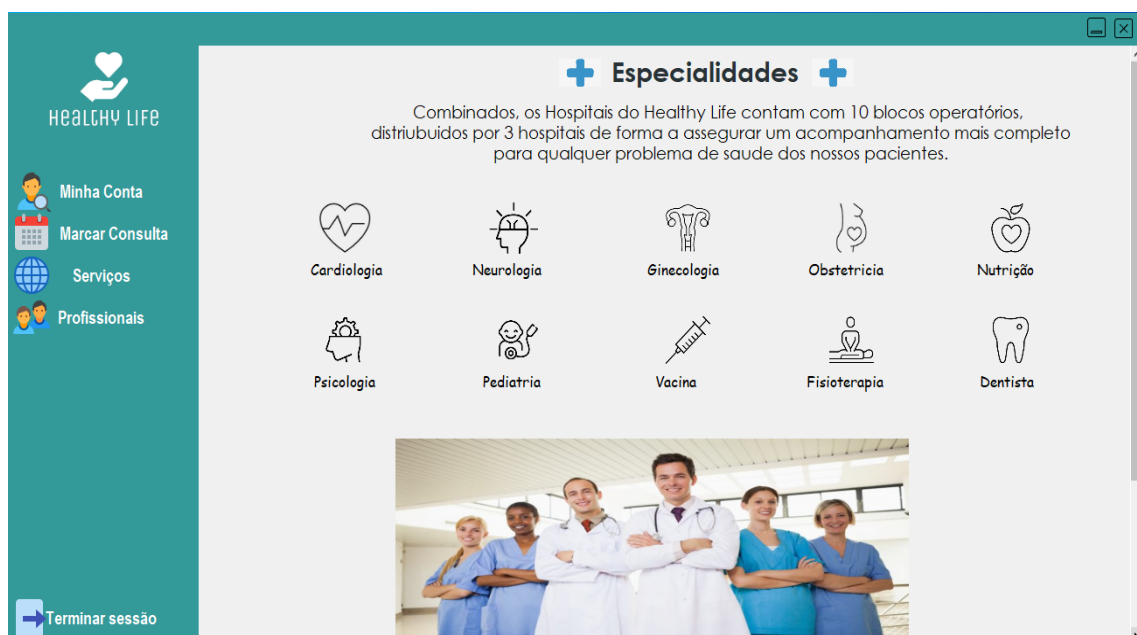 HEALTHY LIFE
Minha Conta
Marcar Consulta
Serviços
Profissionais
Terminar sessão
Especialidades
Combinados, os Hospitais do Healthy Life contam com 10 blocos operatórios,
distriubuidos por 3 hospitais de forma a assegurar um acompanhamento mais completo
para qualquer problema de saude dos nossos pacientes.
Cardiologia
Neurologia
Ginecologia
Obstetricia
Nutrição
Psicologia
Pediatria
Vacina
Fisioterapia
Dentista